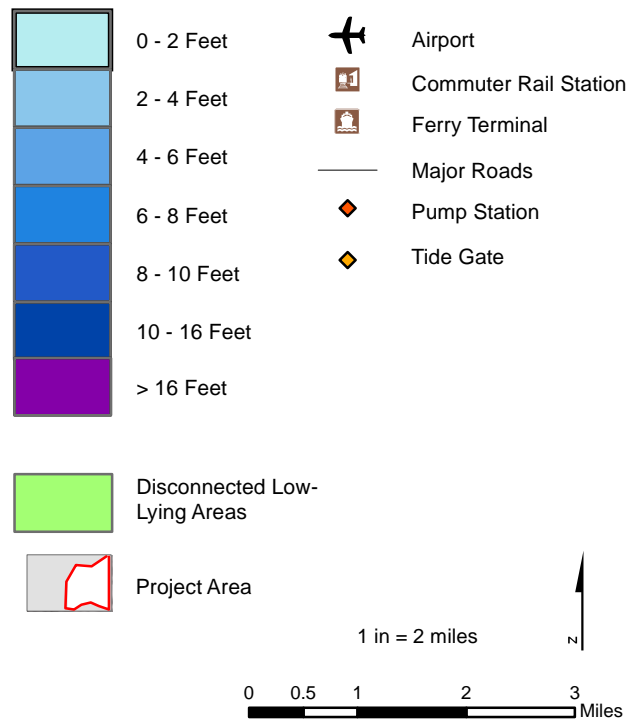 0 - 2 Feet
2 - 4 Feet
4 - 6 Feet
6 - 8 Feet
8 - 10 Feet
10 - 16 Feet
> 16 Feet
Disconnected Low-
Lying Areas
Project Area
Airport
Commuter Rail Station
Ferry Terminal
Major Roads
Pump Station
Tide Gate
1 in = 2 miles
N
0 0.5 1 2 3
Miles